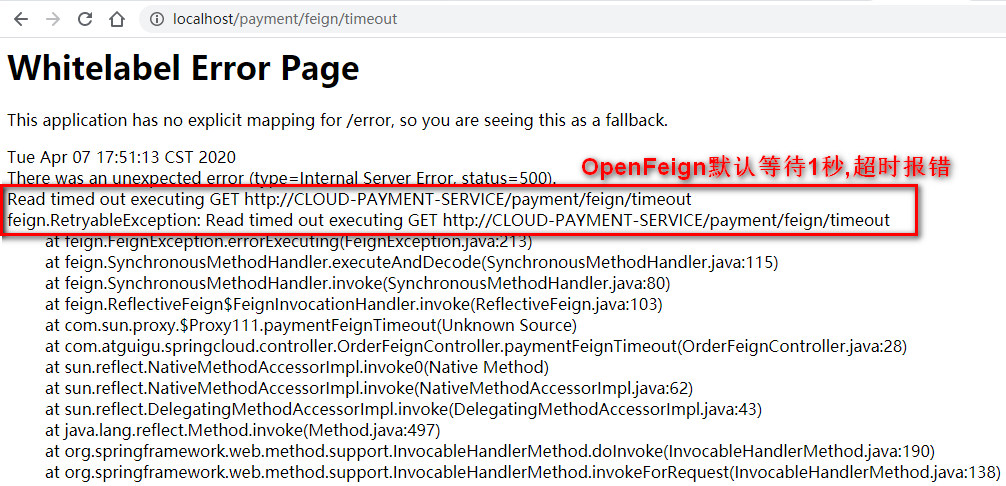 localhost/payment/feign/timeout
Whitelabel Error Page
This application has no explicit mapping for /error, so you are seeing this as a fallback.
Tue Apr 07 17:51:13 CST 2020
OpenFeign默认等待1秒,超时报错
There was an unexpected error (type=Internal Server Error, status=500).
Read timed out executing GET http://CLOUD-PAYMENT-SERVICE/payment/feign/timeout
feign.RetryableException: Read timed out executing GET http://CLOUD-PAYMENT-SERVICE/payment/feign/timeout
at feign.FeignException.errorExecuting(FeignException.java:213)
at feign.SynchronousMethodHandler.executeAndDecode(SynchronousMethodHandler.java:115)
at feign.SynchronousMethodHandler.invoke(SynchronousMethodHandler.java:80)
at feign.ReflectiveFeign$FeignInvocationHandler.invoke(ReflectiveFeign.java:103)
at com.sun.proxy.$Proxy111.paymentFeignTimeout(Unknown Source)
at com.atguigu.springcloud.controller.OrderFeignController.paymentFeignTimeout(OrderFeignController.java:28)
at sun.reflect.NativeMethodAccessorImpl.invoke0(Native Method)
at sun.reflect.NativeMethodAccessorImpl.invoke(NativeMethodAccessorImpl.java:62)
at sun.reflect.DelegatingMethodAccessorImpl.invoke(DelegatingMethodAccessorImpl.java:43)
at java.lang.reflect.Method.invoke(Method.java:497)
at org.springframework.web.method.support.InvocableHandlerMethod.doInvoke(InvocableHandlerMethod.java:190)
at org.springframework.web.method.support.InvocableHandlerMethod.invokeForRequest(InvocableHandlerMethod.java:138)